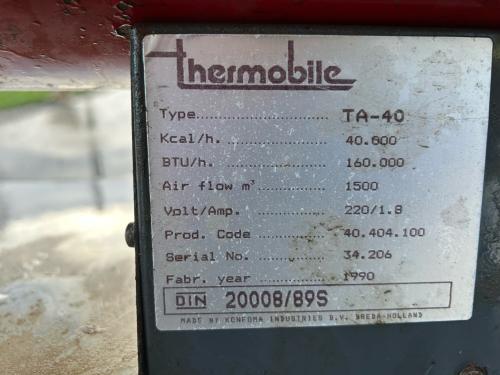 thermobile
Type.................. TA-40
Kcal/h. .............. 40.000
BTU/h. ............... 160.000
Air flow m³............ 1500
Volt/Amp. ............ 220/1.8
Prod. Code ........... 40.404.100
Serial No. ........... 34.206
Fabr. year ........... 1990
DIN 20008/89S
MADE BY KONFOMA INDUSTRIES B.V. BREDA-HOLLAND